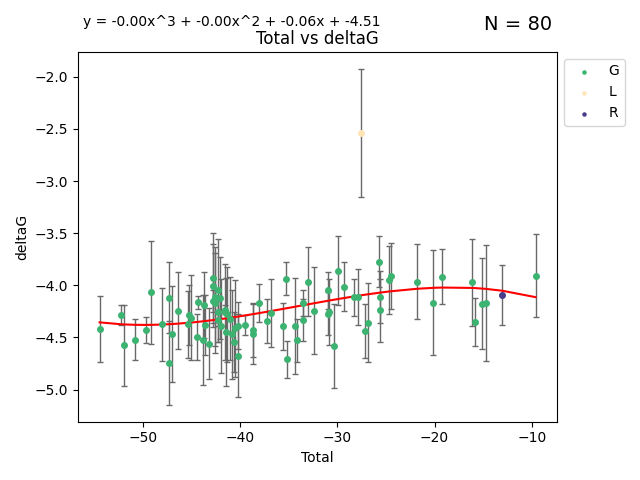 y = -0.00x^3 + -0.00x^2 + -0.06x + -4.51
N = 80
Total vs deltaG
G
L
R
deltaG
−2.0
−2.5
−3.0
−3.5
−4.0
−4.5
−5.0
−50
−40
−30
−20
−10
Total